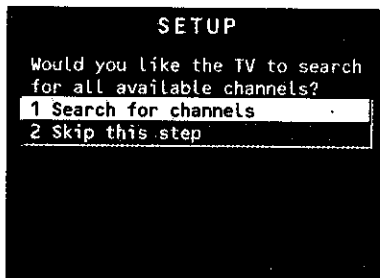 SETUP
Would you like the TV to search
for all available channels?
1 Search for channels
2 Skip this step